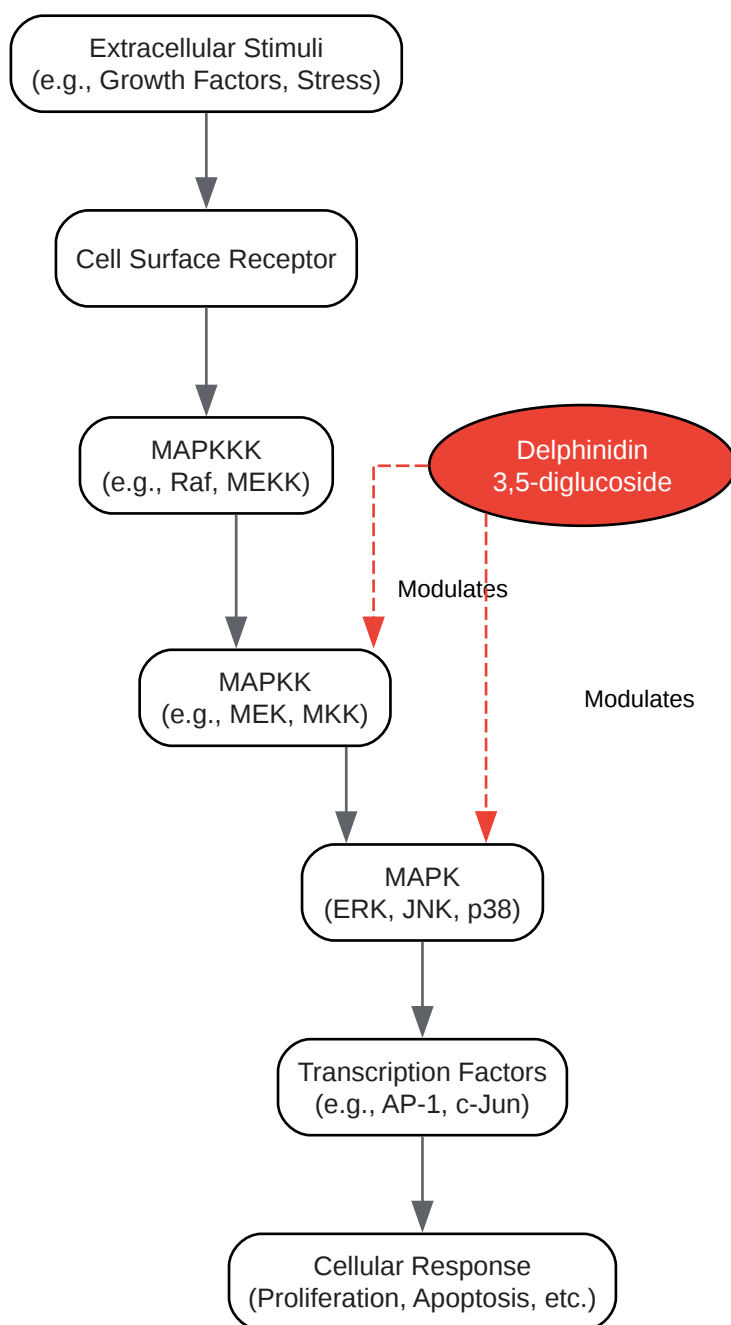 Extracellular Stimuli
(e.g., Growth Factors, Stress)
Cell Surface Receptor
MAPKKK
(e.g., Raf, MEKK)
Delphinidin
3,5-diglucoside
Modulates
MAPKK
(e.g., MEK, MKK)
Modulates
MAPK
(ERK, JNK, p38)
Transcription Factors
(e.g., AP-1, c-Jun)
Cellular Response
(Proliferation, Apoptosis, etc.)